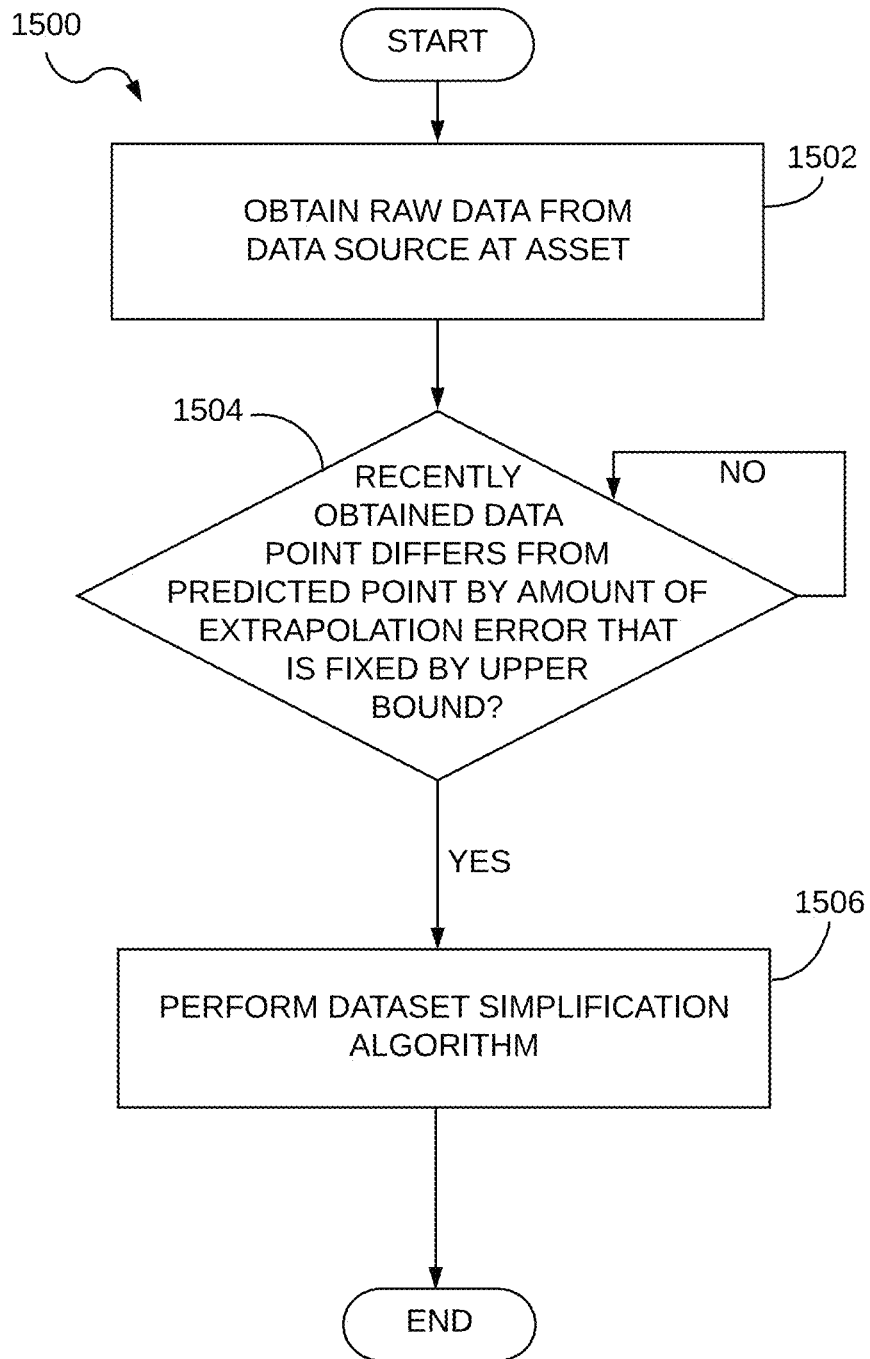 1500
START
1502
OBTAIN RAW DATA FROM
DATA SOURCE AT ASSET
1504
RECENTLY
OBTAINED DATA
POINT DIFFERS FROM
PREDICTED POINT BY AMOUNT OF
EXTRAPOLATION ERROR THAT
IS FIXED BY UPPER
BOUND?
NO
YES
1506
PERFORM DATASET SIMPLIFICATION
ALGORITHM
END